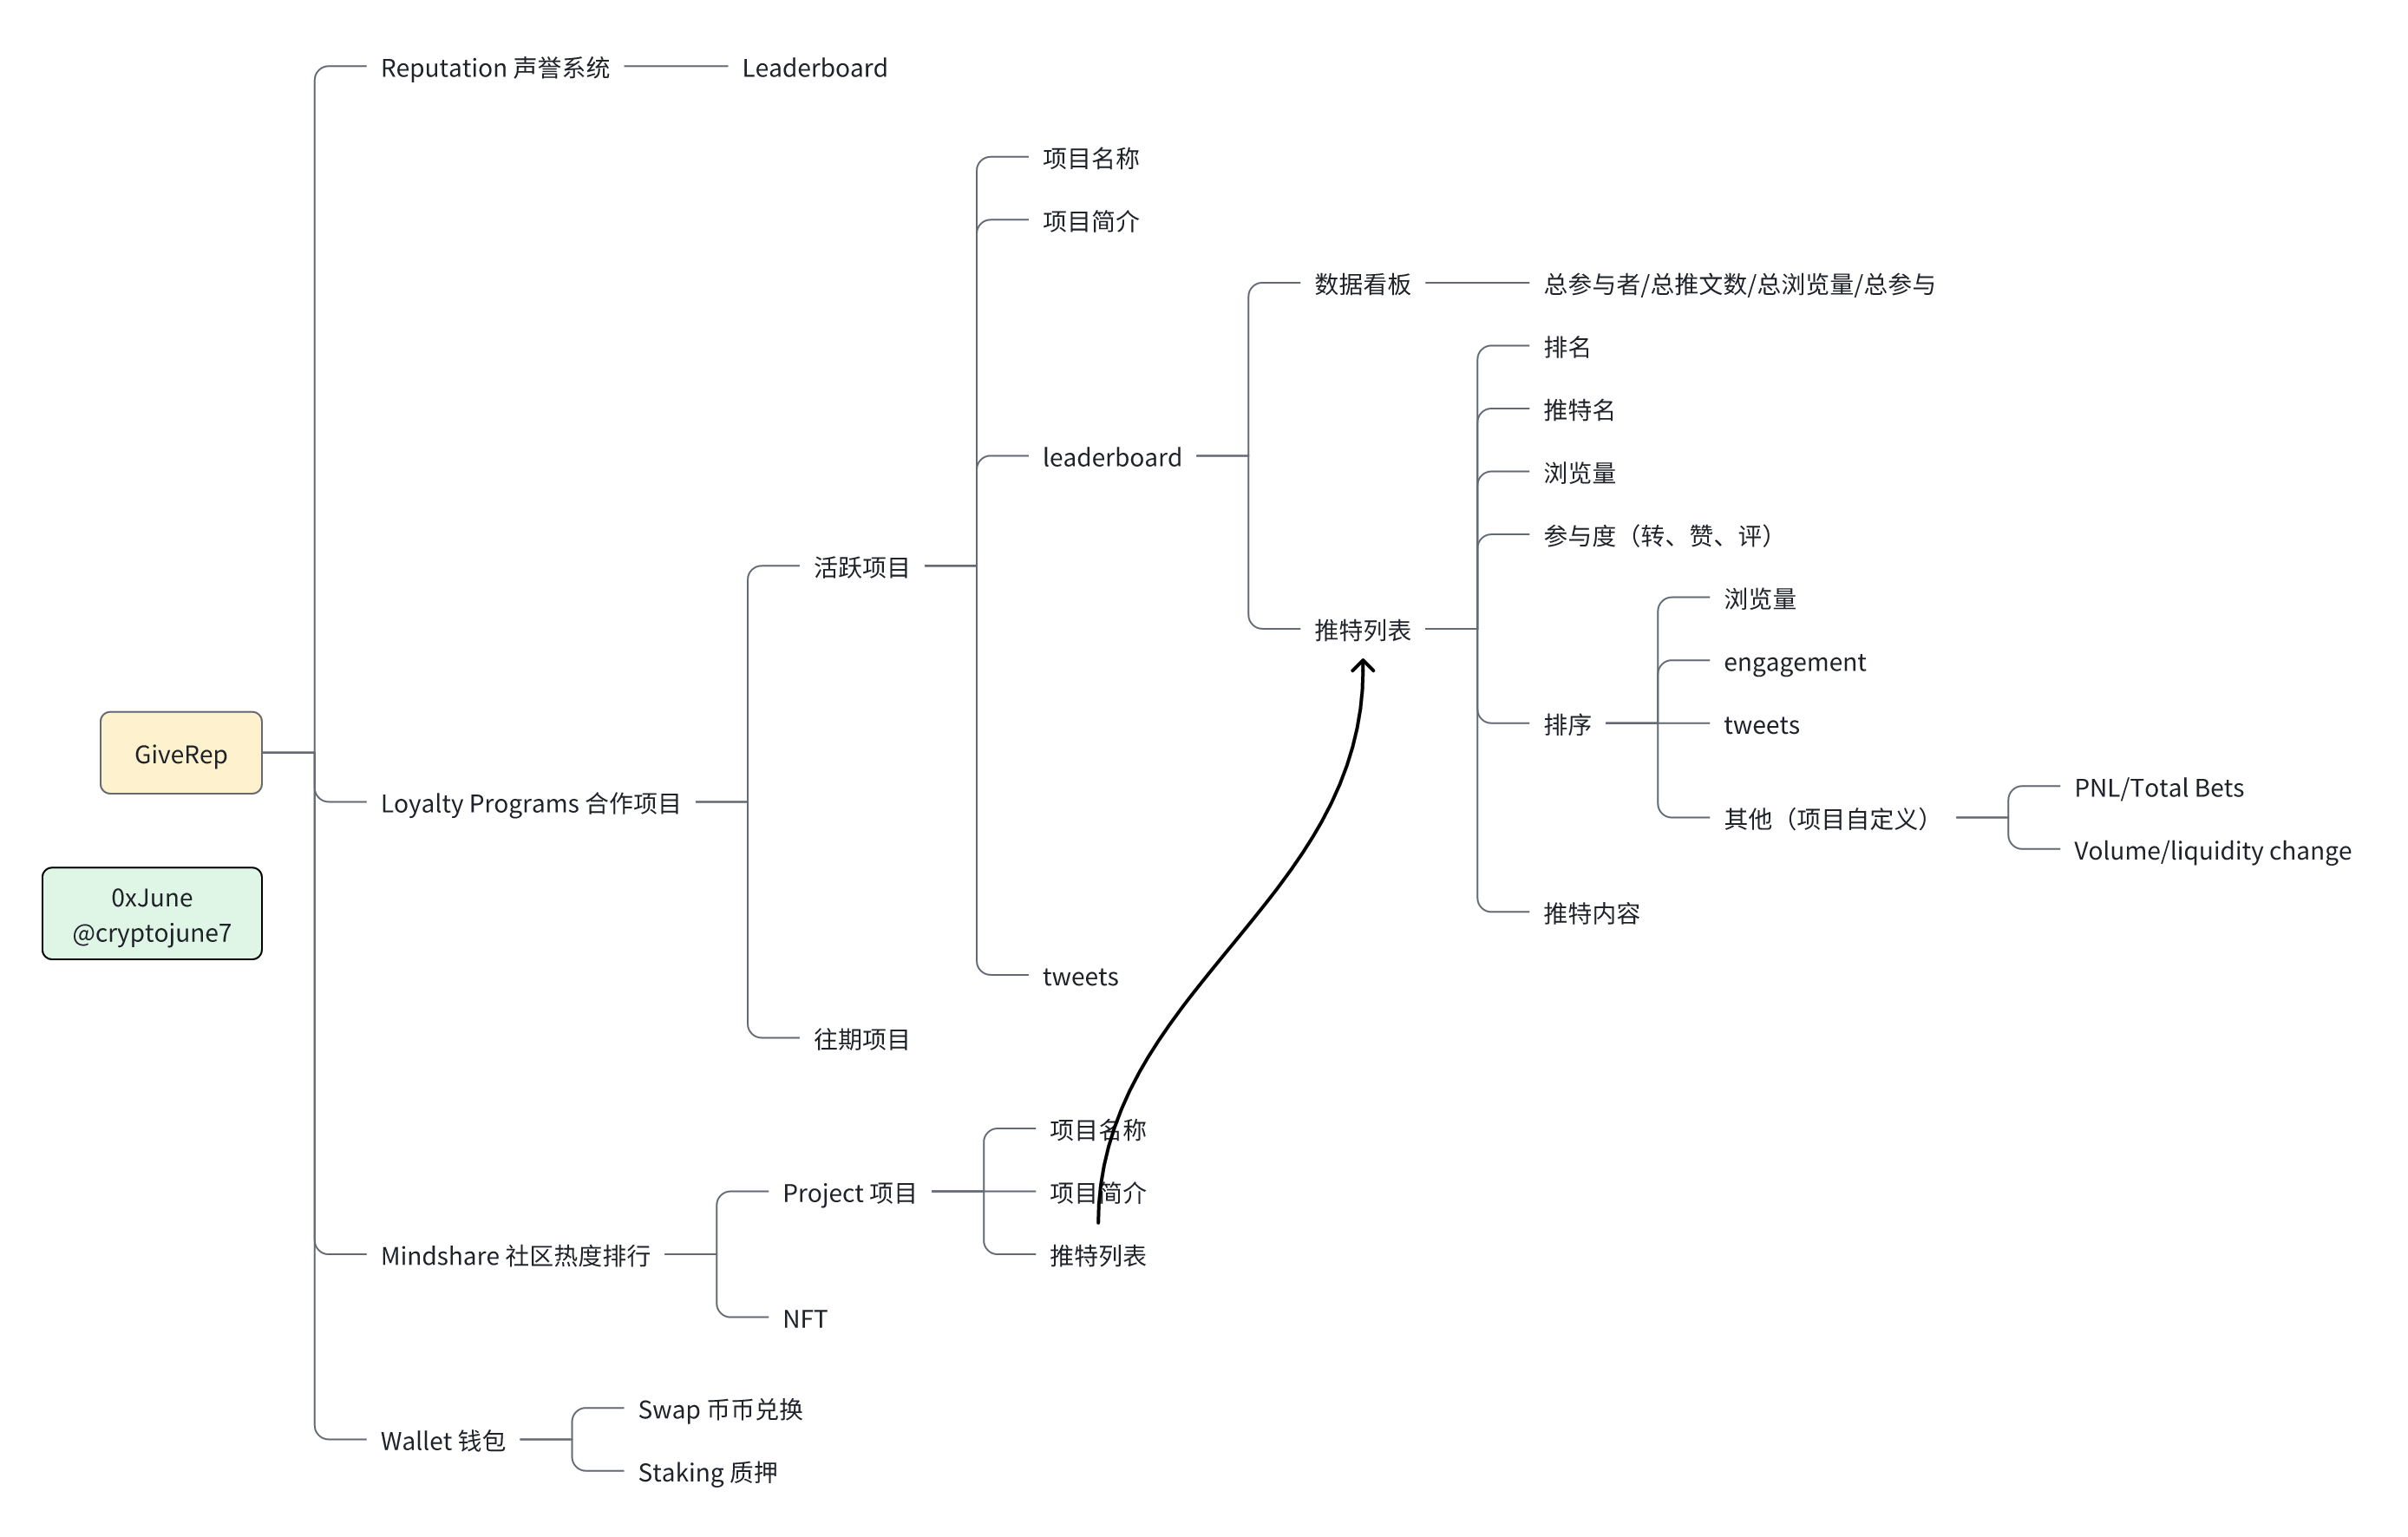 Reputation 声誉系统
Leaderboard
项目名称
项目简介
数据看板
总参与者/总推文数/总浏览量/总参与
排名
推特名
leaderboard
浏览量
参与度（转、赞、评）
活跃项目
浏览量
推特列表
engagement
排序
tweets
GiveRep
PNL/Total Bets
Loyalty Programs 合作项目
其他（项目自定义）
Volume/liquidity change
0xJune
@cryptojune7
推特内容
tweets
往期项目
项目名称
Project 项目
项目简介
Mindshare 社区热度排行
推特列表
NFT
Swap 币币兑换
Wallet 钱包
Staking 质押